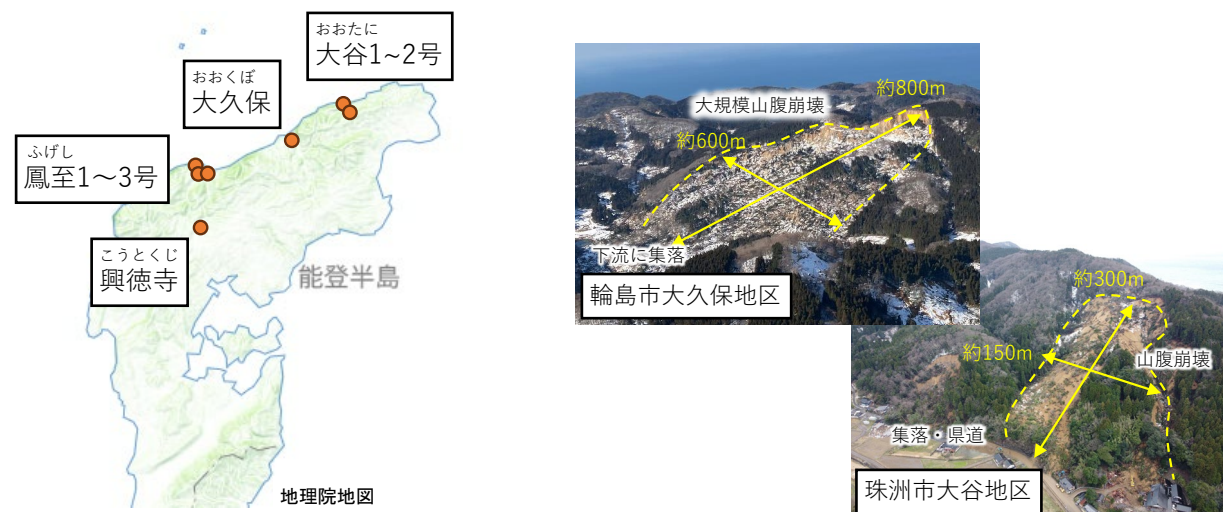 おおたに
大谷1~2号
おおくぼ
大久保
ふげし
鳳至1～3号
こうとくじ
興徳寺
能登半島
地理院地図
約800m
大規模山腹崩壊
約600m
下流に集落
輪島市大久保地区
約300m
約150m
山腹崩壊
集落・県道
珠洲市大谷地区